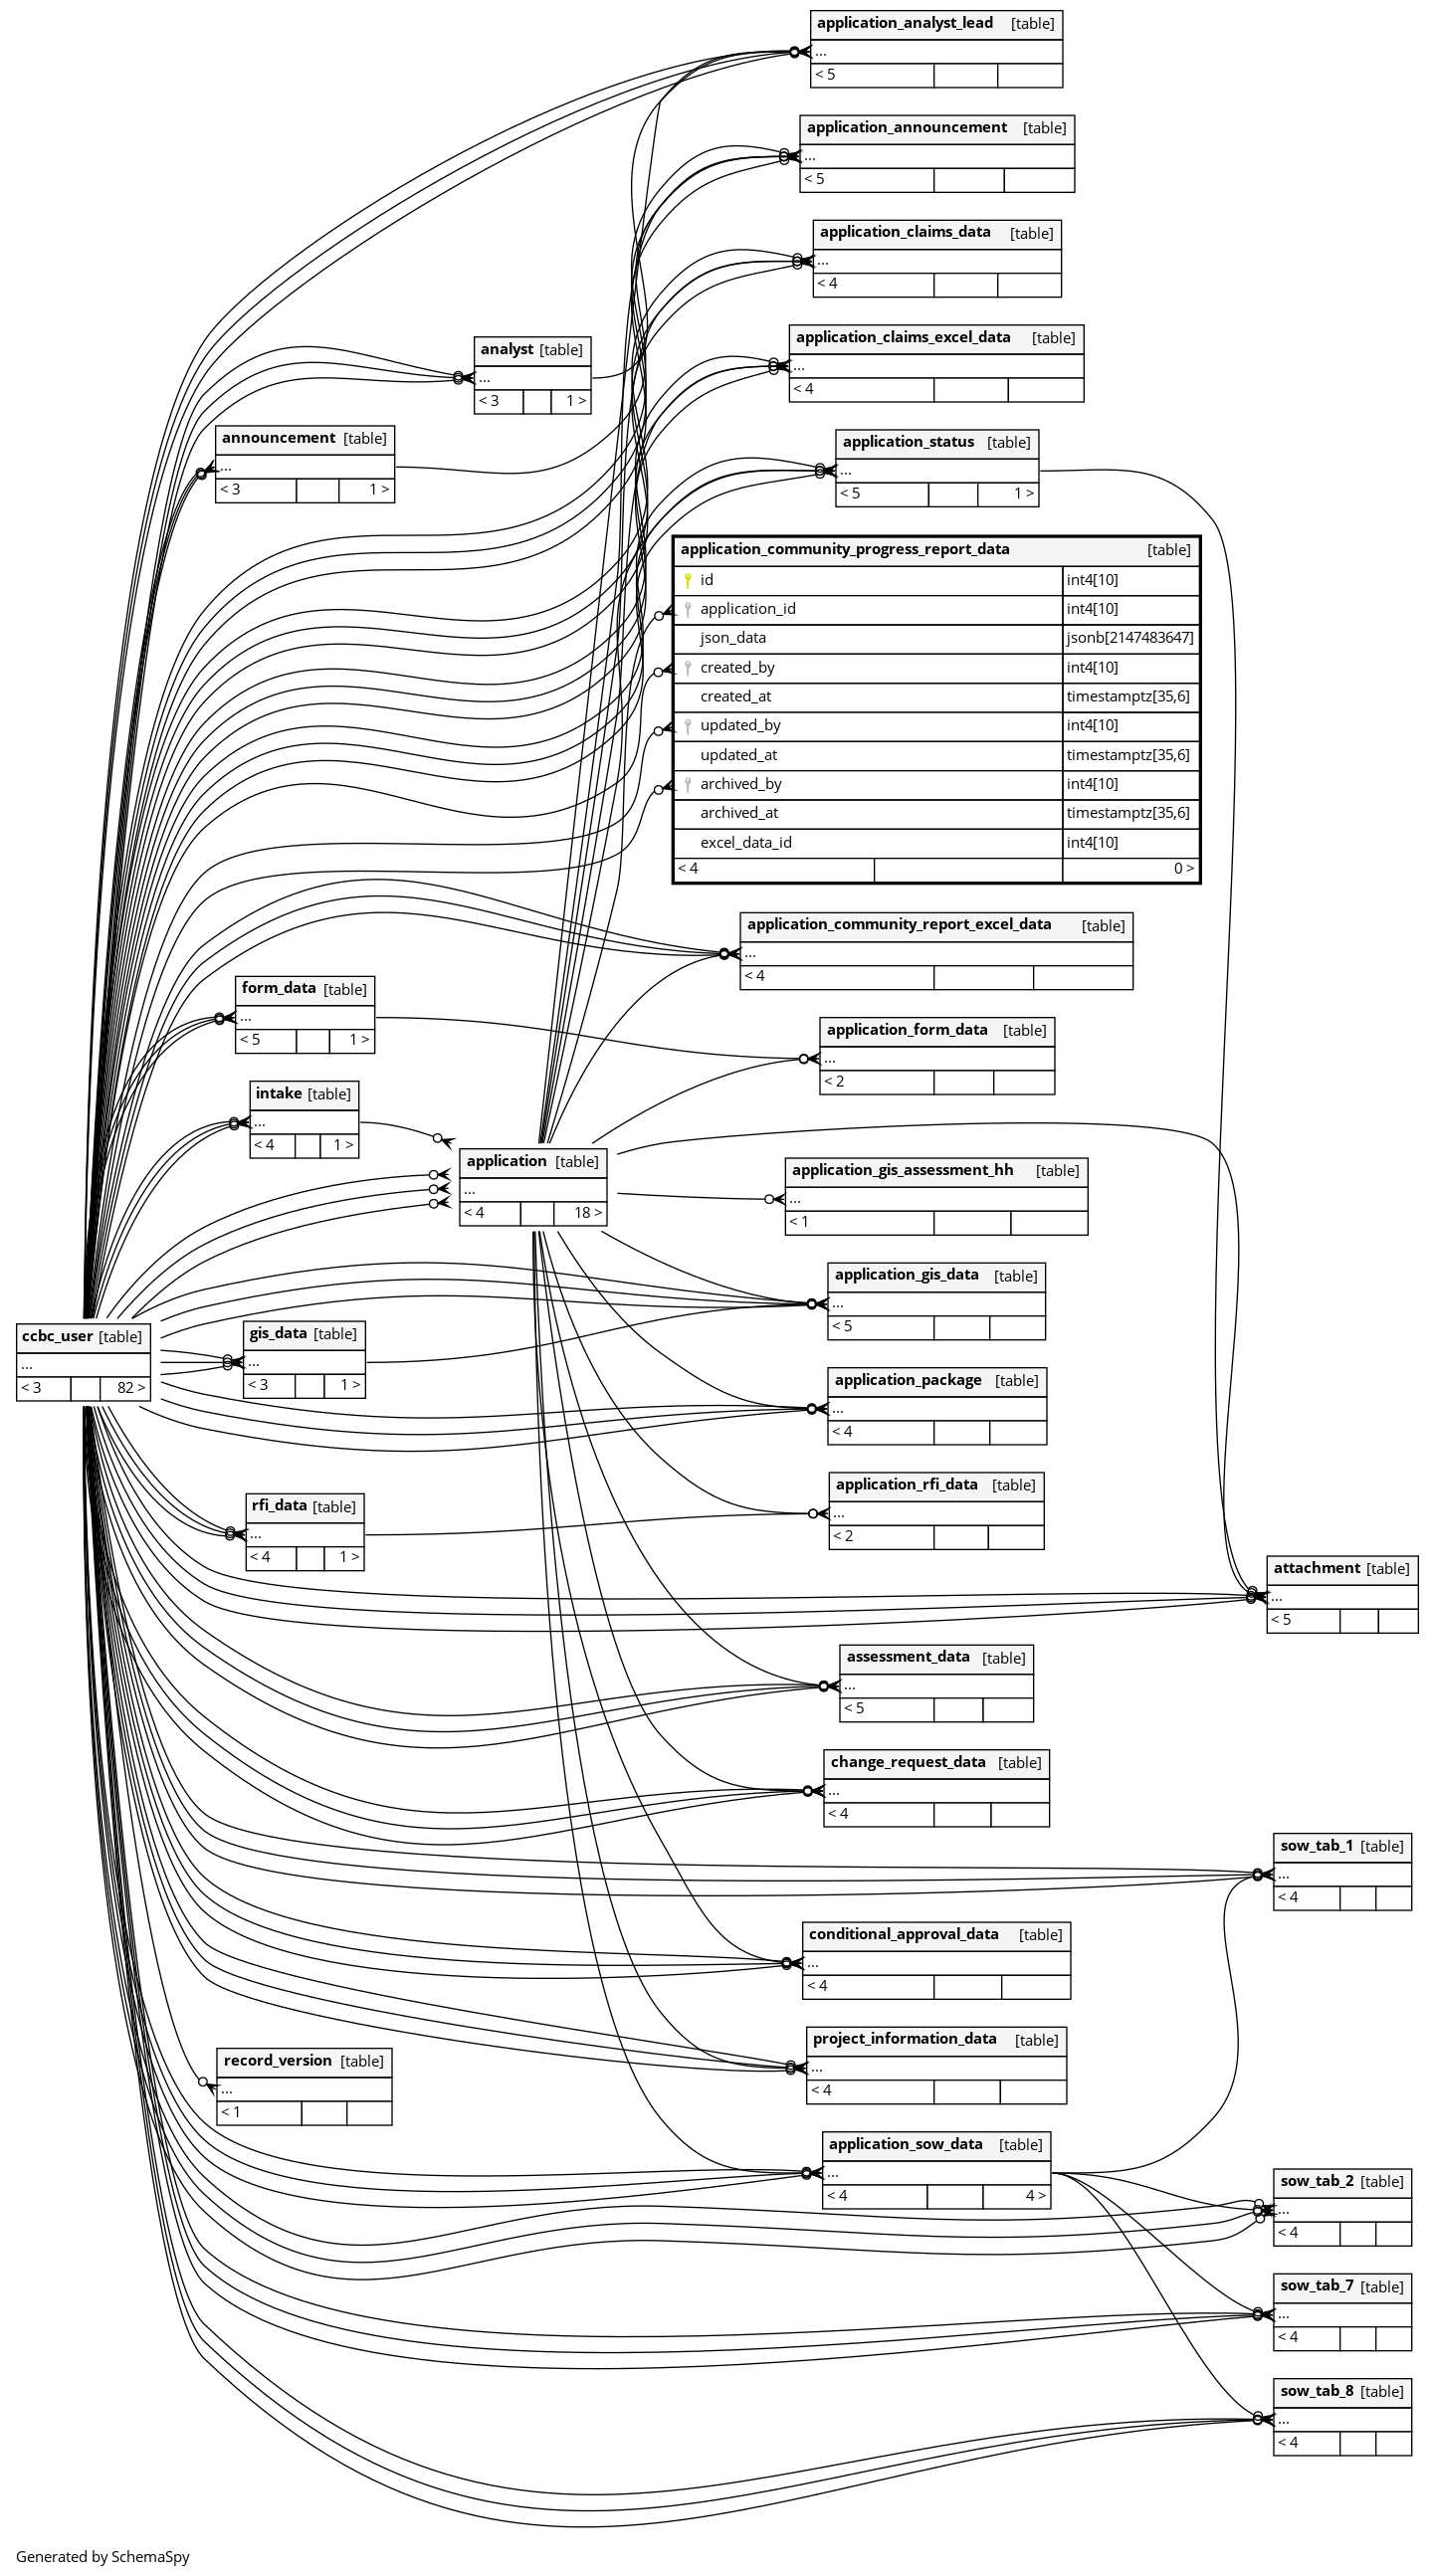 application_analyst_lead [table]
...
< 5
application_announcement [table]
...
< 5
application_claims_data [table]
...
< 4
application_claims_excel_data [table]
...
< 4
analyst [table]
...
< 3 1 >
announcement [table]
...
< 3 1 >
application_status [table]
...
< 5 1 >
application_community_progress_report_data [table]
id int4[10]
application_id int4[10]
json_data jsonb[2147483647]
created_by int4[10]
created_at timestamptz[35,6]
updated_by int4[10]
updated_at timestamptz[35,6]
archived_by int4[10]
archived_at timestamptz[35,6]
excel_data_id int4[10]
< 4 0 >
application_community_report_excel_data [table]
...
< 4
form_data [table]
...
< 5 1 >
application_form_data [table]
...
< 2
intake [table]
...
< 4 1 >
application [table]
...
< 4 18 >
application_gis_assessment_hh [table]
...
< 1
application_gis_data [table]
...
< 5
ccbc_user [table]
...
< 3 82 >
gis_data [table]
...
< 3 1 >
application_package [table]
...
< 4
application_rfi_data [table]
...
< 2
rfi_data [table]
...
< 4 1 >
attachment [table]
...
< 5
assessment_data [table]
...
< 5
change_request_data [table]
...
< 4
sow_tab_1 [table]
...
< 4
conditional_approval_data [table]
...
< 4
project_information_data [table]
...
< 4
record_version [table]
...
< 1
application_sow_data [table]
...
< 4 4 >
sow_tab_2 [table]
...
< 4
sow_tab_7 [table]
...
< 4
sow_tab_8 [table]
...
< 4
Generated by SchemaSpy